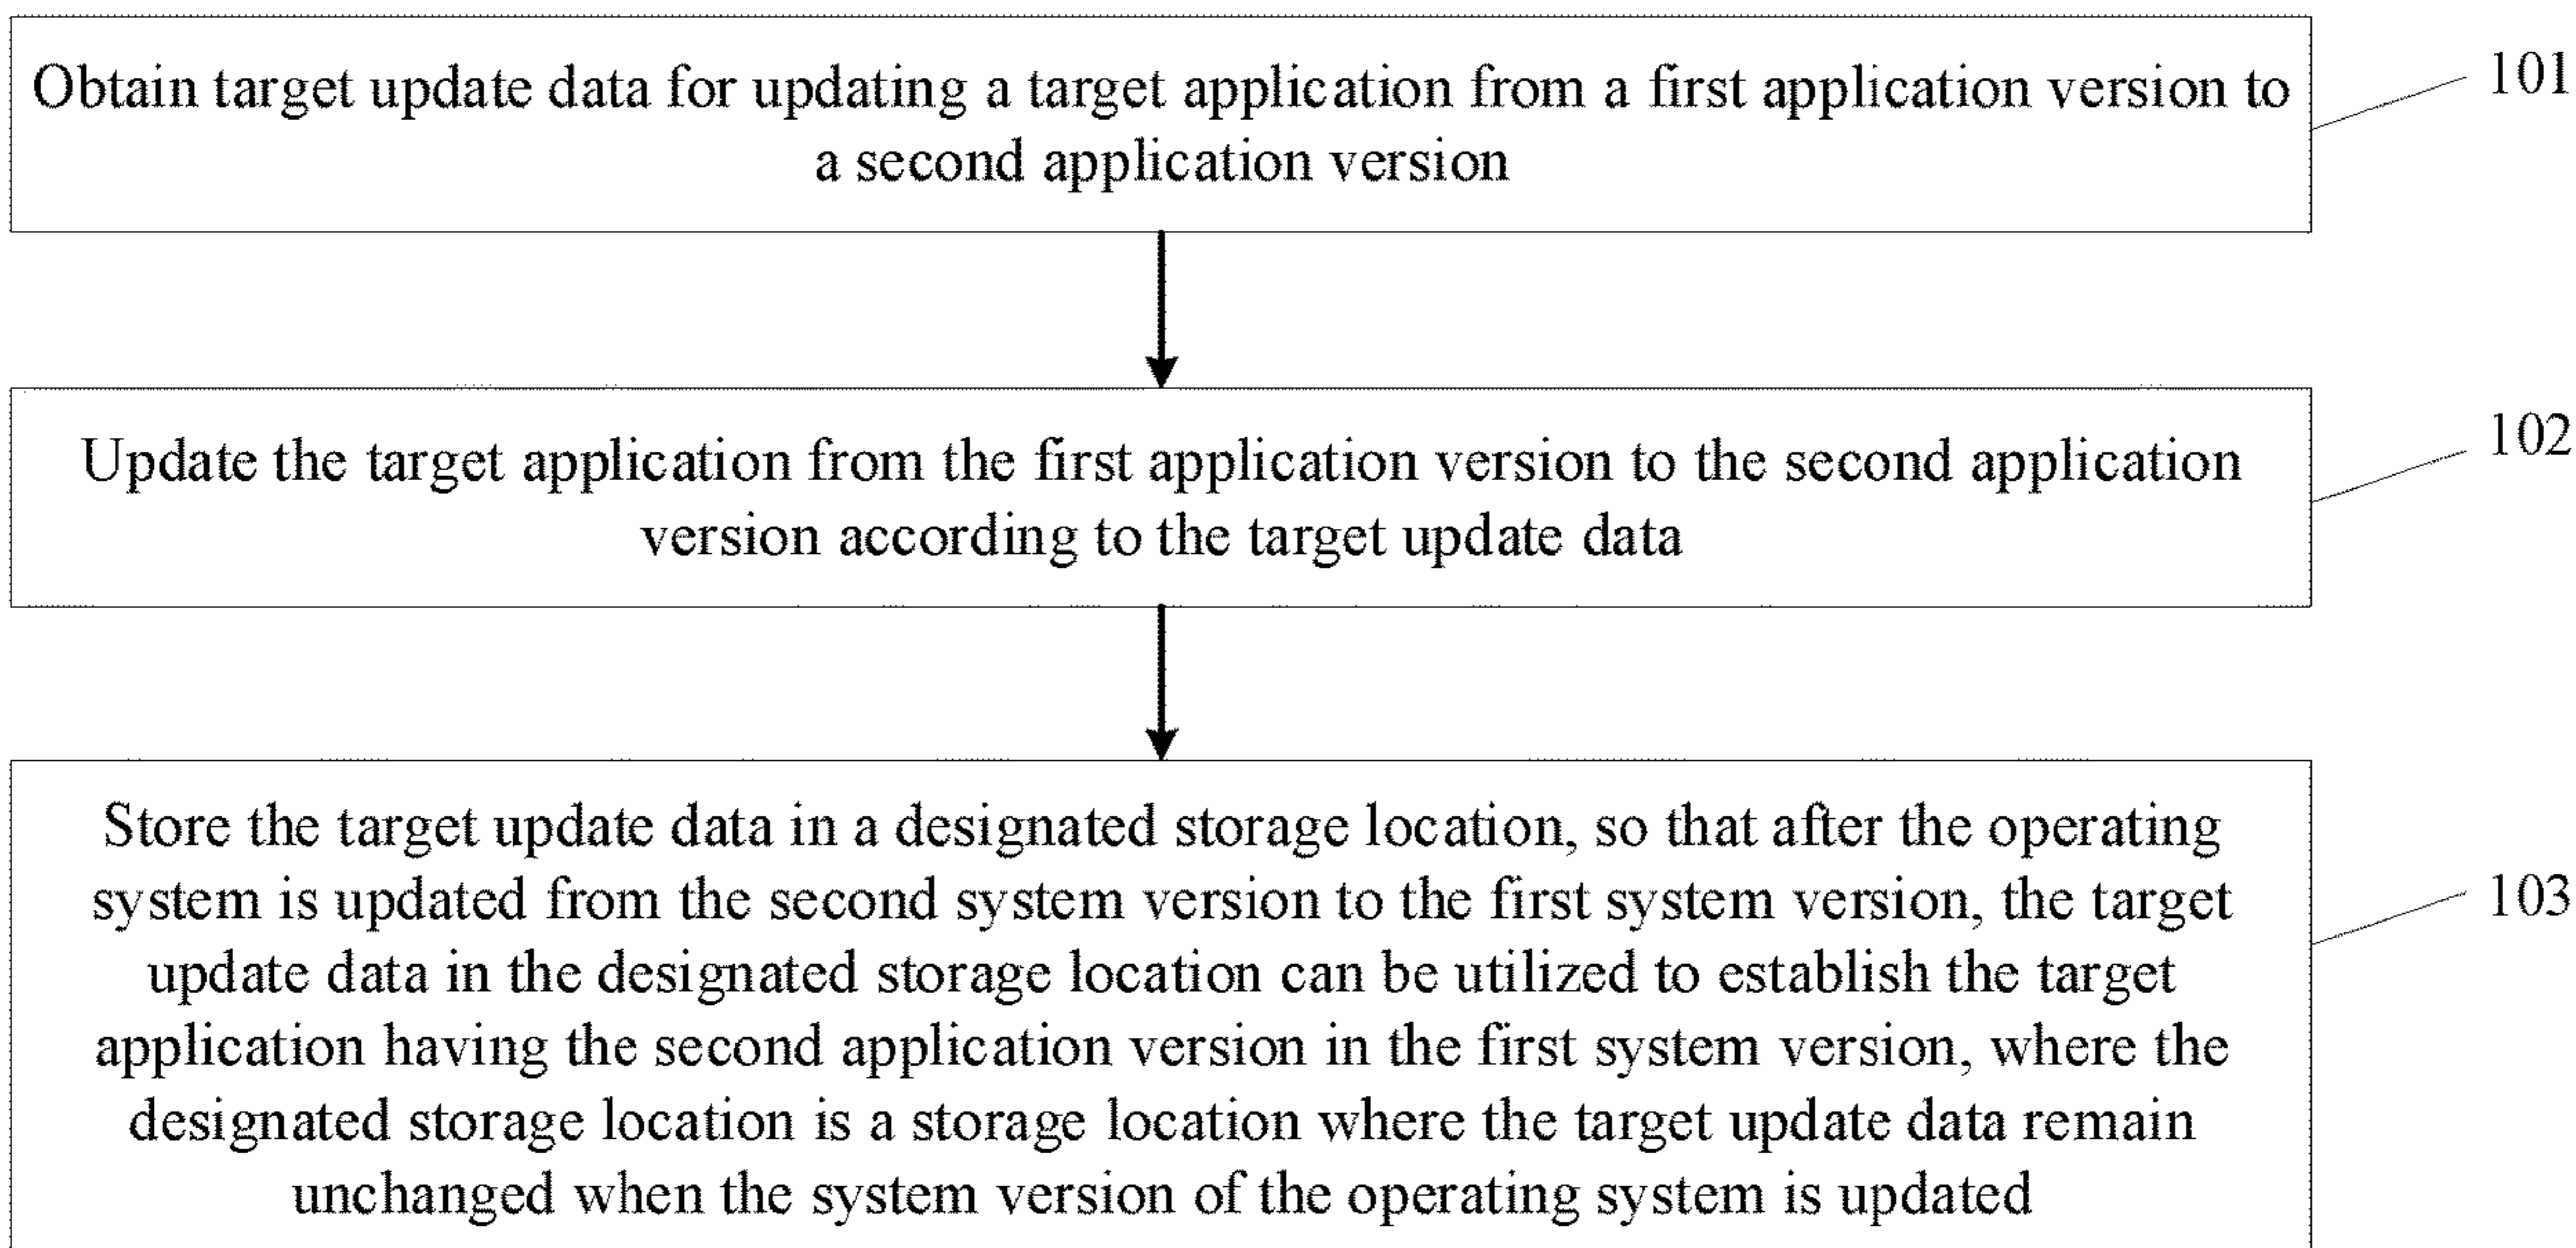 Obtain target update data for updating a target application from a first application version to
a second application version
101
Update the target application from the first application version to the second application
version according to the target update data
102
Store the target update data in a designated storage location, so that after the operating
system is updated from the second system version to the first system version, the target
update data in the designated storage location can be utilized to establish the target
application having the second application version in the first system version, where the
designated storage location is a storage location where the target update data remain
unchanged when the system version of the operating system is updated
103